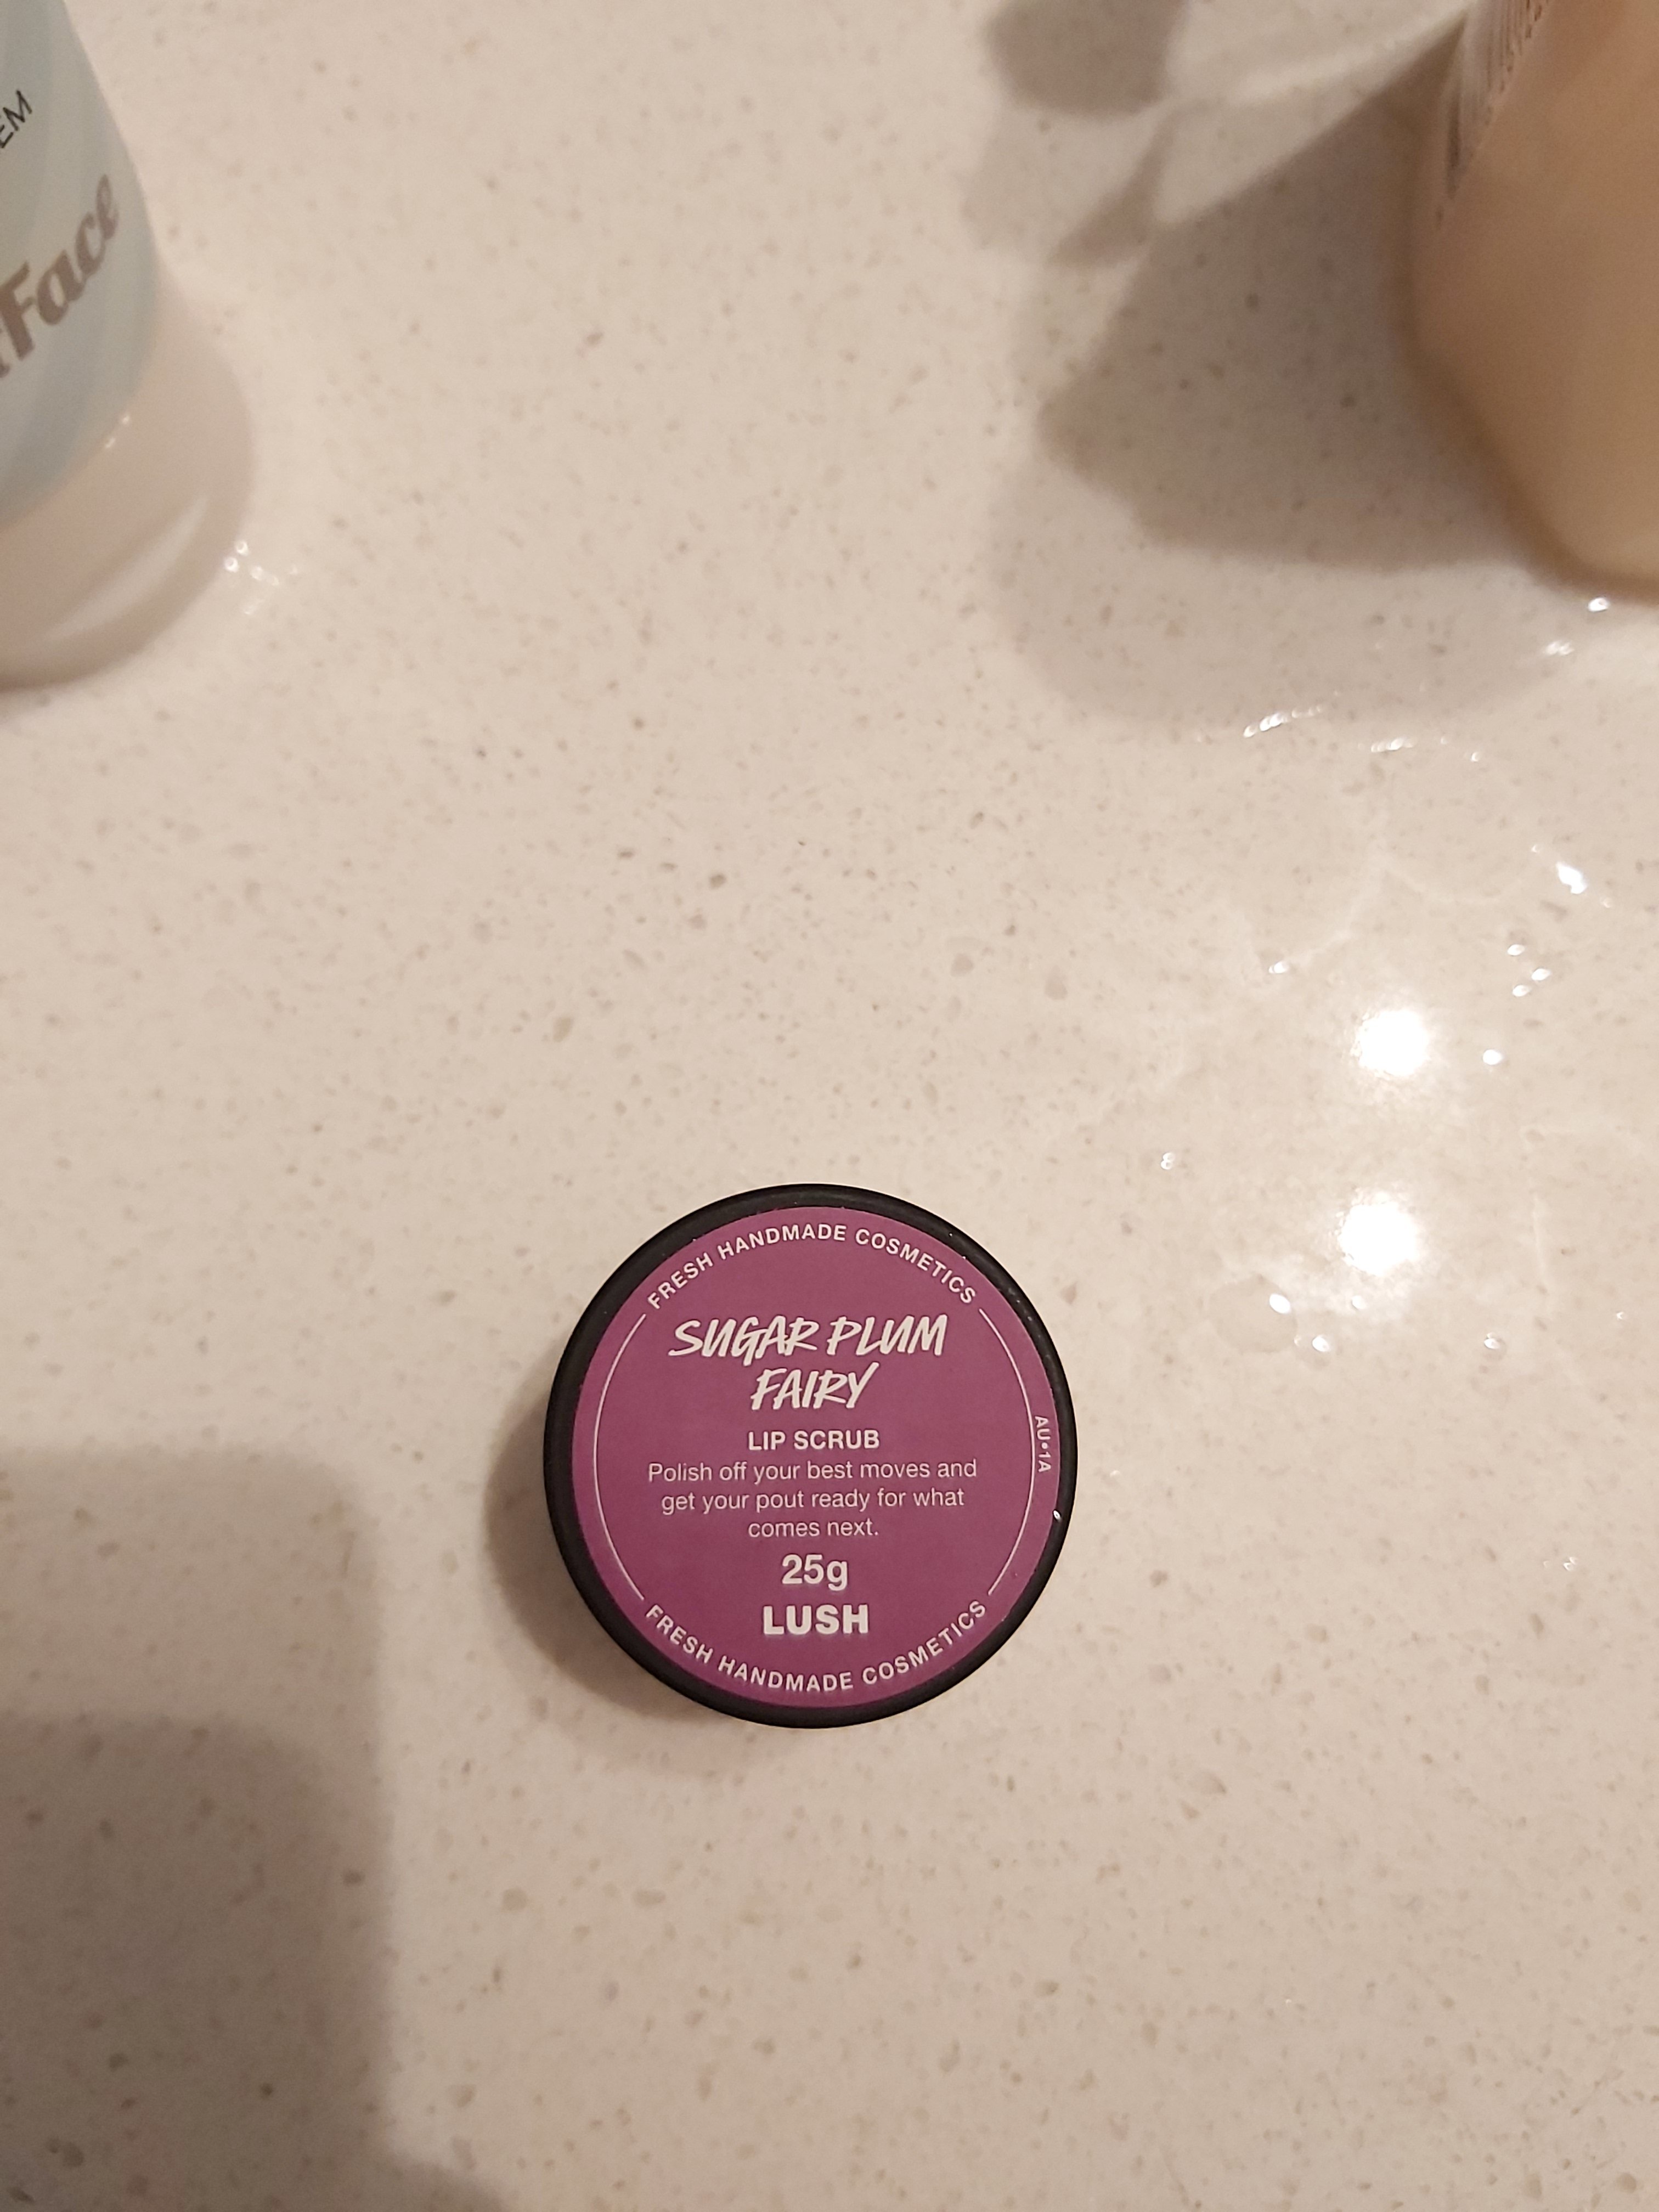 EM
Face
FRESH HANDMADE COSMETICS
SUGAR PLUM
FAIRY
LIP SCRUB
Polish off your best moves and
get your pout ready for what
comes next.
25g
LUSH
FRESH HANDMADE COSMETICS
AU•1A